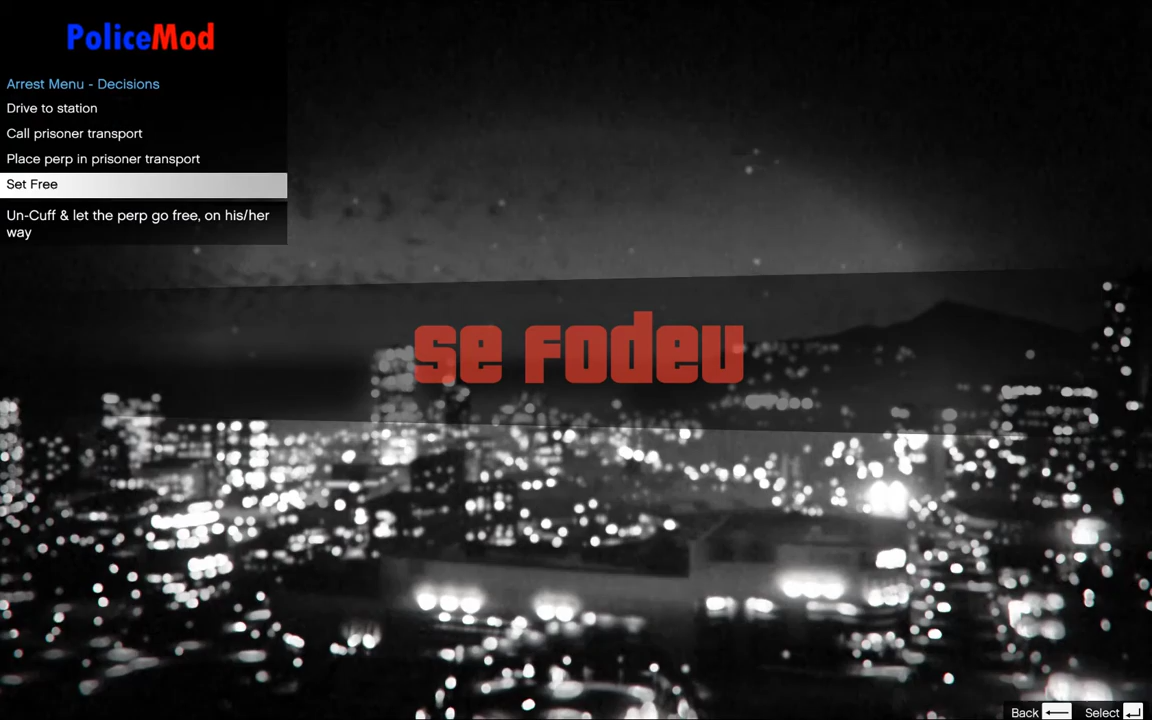 PoliceMod
Arrest Menu - Decisions
Drive to station
Call prisoner transport
Place perp in prisoner transport
Set Free
Un-Cuff & let the perp go free, on his/her
way
se fodeu
Back
Select